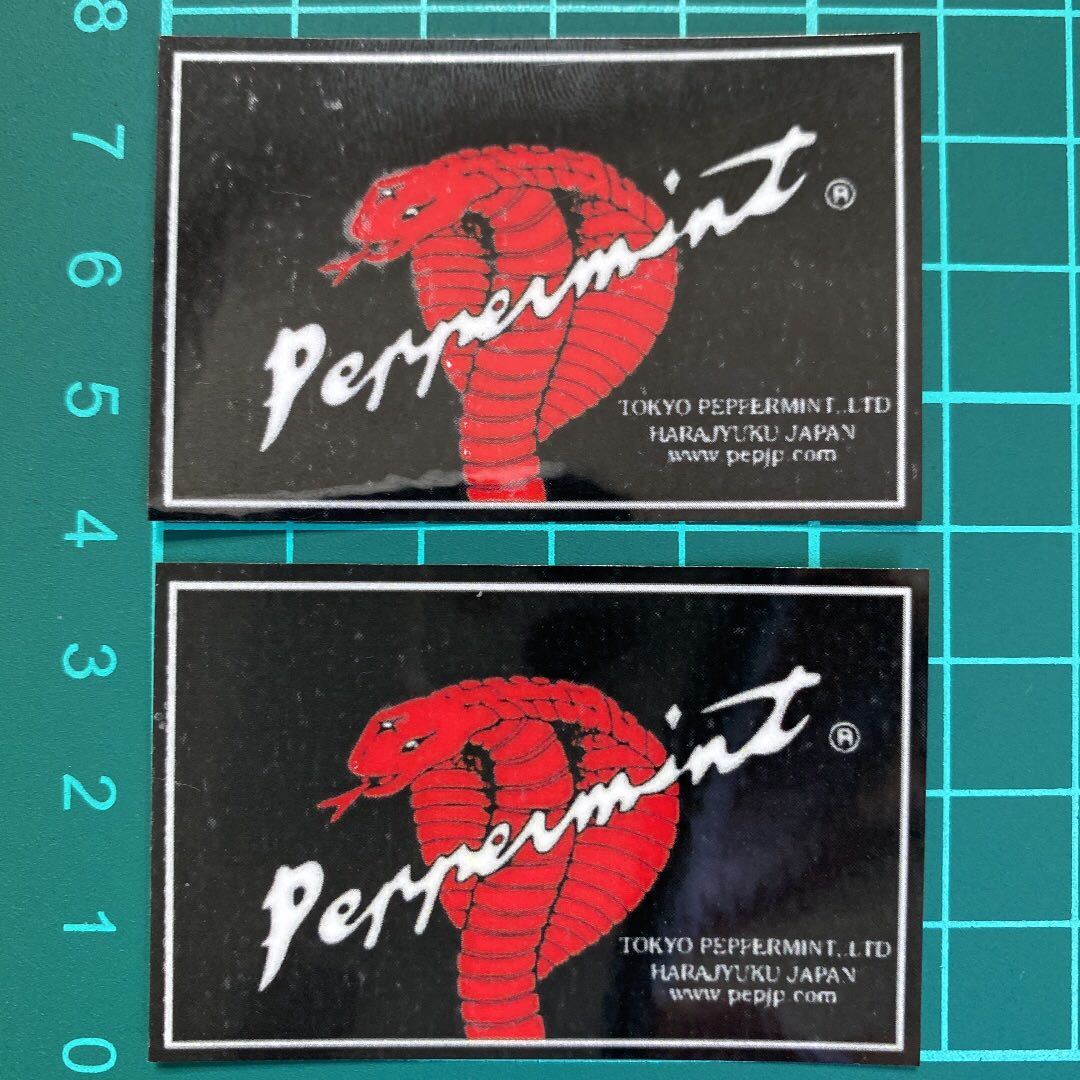 8
7
6
5
4
3
2
1
0
Peppermint ®
TOKYO PEPPERMINT.,LTD
HARAJYUKU JAPAN
www.pepjp.com
Peppermint ®
TOKYO PEPPERMINT.,LTD
HARAJYUKU JAPAN
www.pepjp.com